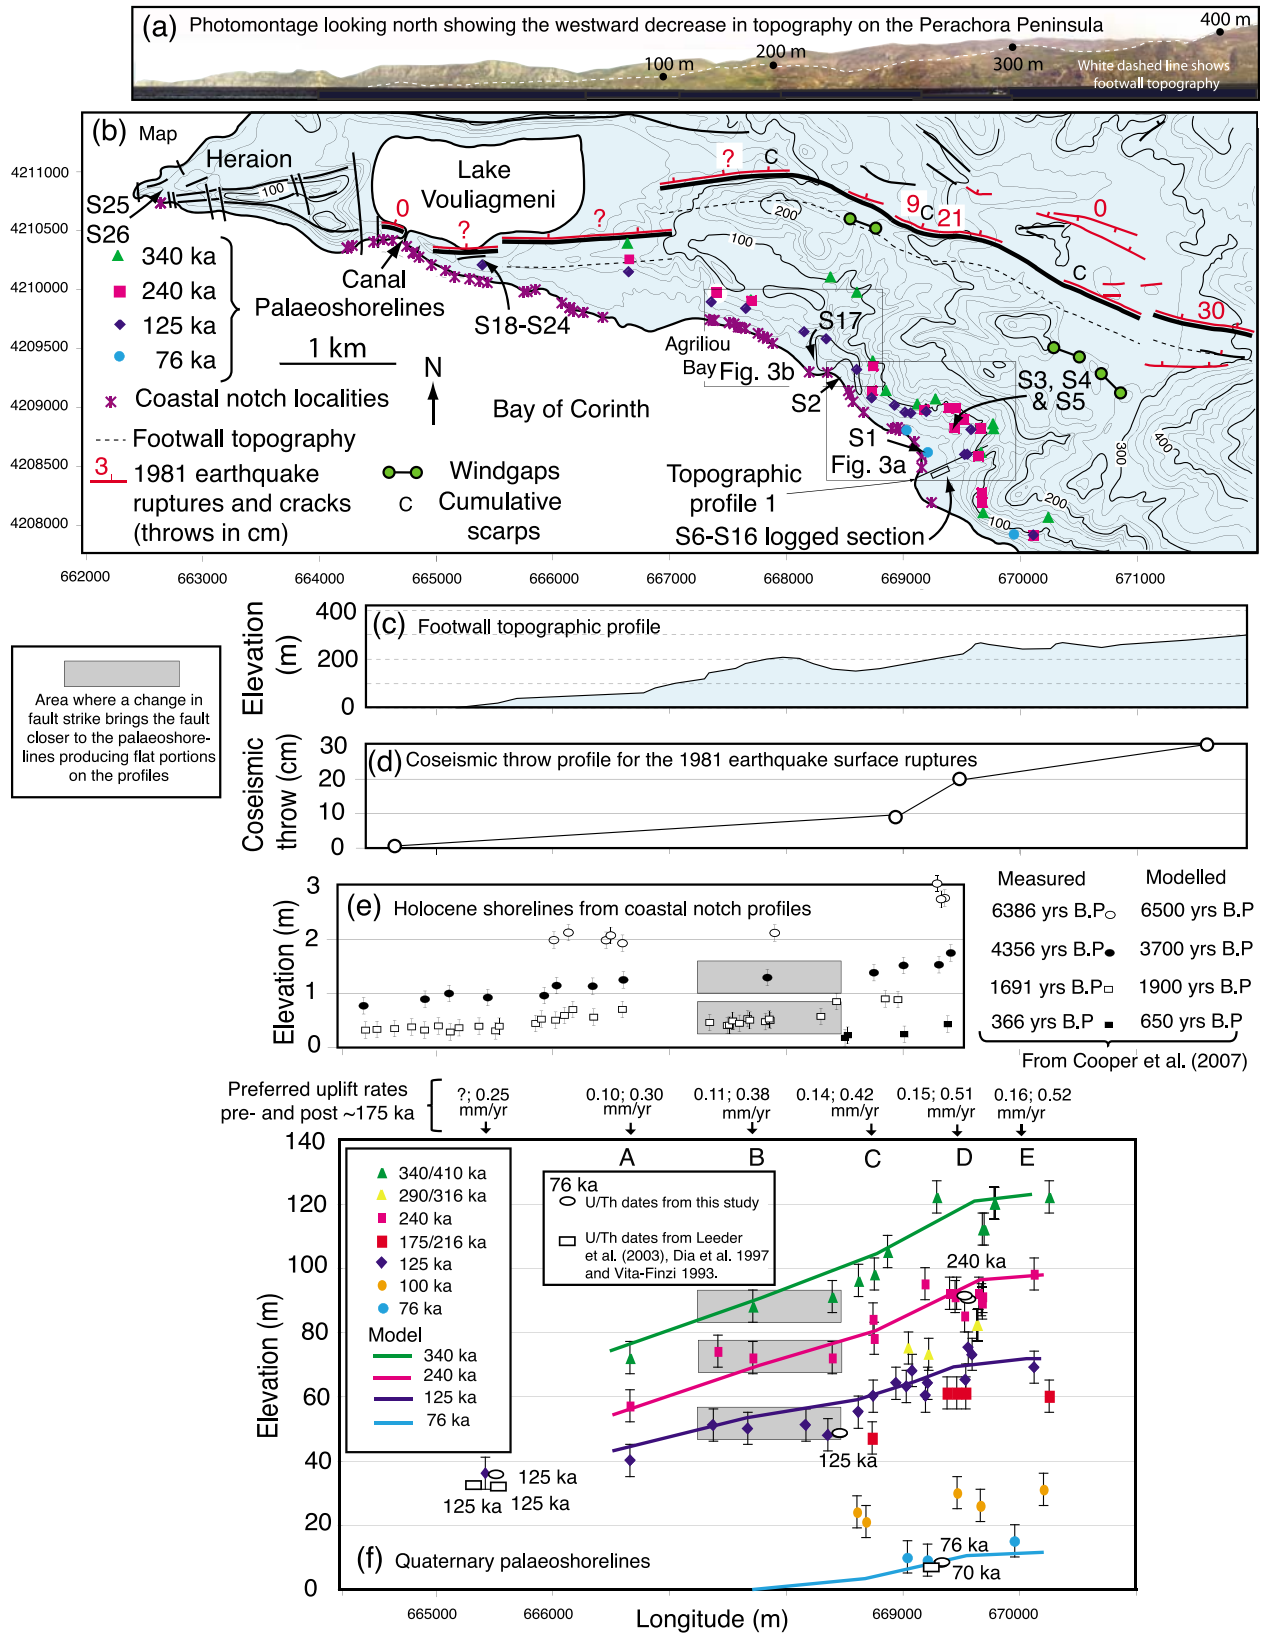 (a) Photomontage looking north showing the westward decrease in topography on the Perachora Peninsula
400 m
200 m
100 m
300 m
White dashed line shows
footwall topography
(b) Map
4211000
4210500
4210000
4209500
4209000
4208500
4208000
Heraion
100
S25
S26
Lake
Vouliagmeni
0
?
?
?
C
9
C
21
0
C
30
200
100
300
400
200
100
340 ka
240 ka
125 ka
76 ka
Canal
Palaeoshorelines
S18-S24
1 km
N
Agriliou
Bay
Fig. 3b
S17
S2
S3, S4
& S5
S1
Fig. 3a
Bay of Corinth
Coastal notch localities
Footwall topography
3
1981 earthquake
ruptures and cracks
(throws in cm)
Windgaps
C Cumulative
scarps
Topographic
profile 1
S6-S16 logged section
662000 663000 664000 665000 666000 667000 668000 669000 670000 671000
Area where a change in
fault strike brings the fault
closer to the palaeoshore-
lines producing flat portions
on the profiles
Elevation
(m)
400
200
0
(c) Footwall topographic profile
Coseismic
throw (cm)
30
20
10
0
(d) Coseismic throw profile for the 1981 earthquake surface ruptures
Elevation (m)
3
2
1
0
(e) Holocene shorelines from coastal notch profiles
Measured Modelled
6386 yrs B.P 6500 yrs B.P
4356 yrs B.P 3700 yrs B.P
1691 yrs B.P 1900 yrs B.P
366 yrs B.P 650 yrs B.P
From Cooper et al. (2007)
Preferred uplift rates
pre- and post ~175 ka
?; 0.25
mm/yr
0.10; 0.30
mm/yr
0.11; 0.38
mm/yr
0.14; 0.42
mm/yr
0.15; 0.51
mm/yr
0.16; 0.52
mm/yr
A B C D E
Elevation (m)
140
120
100
80
60
40
20
0
340/410 ka
290/316 ka
240 ka
175/216 ka
125 ka
100 ka
76 ka
Model
340 ka
240 ka
125 ka
76 ka
76 ka
U/Th dates from this study
U/Th dates from Leeder
et al. (2003), Dia et al. 1997
and Vita-Finzi 1993.
240 ka
125 ka
125 ka
125 ka
125 ka
76 ka
70 ka
(f) Quaternary palaeoshorelines
665000 666000 669000 670000
Longitude (m)